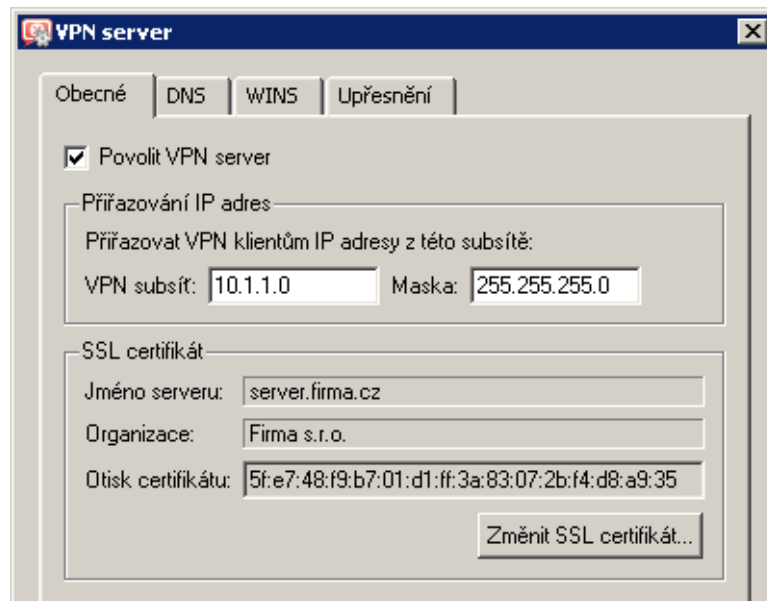 VPN server
Obecné DNS WINS Upřesnění
Povolit VPN server
Přiřazování IP adres
Přiřazovat VPN klientům IP adresy z této subsítě:
VPN subsíť: 10.1.1.0 Maska: 255.255.255.0
SSL certifikát
Jméno serveru: server.firma.cz
Organizace: Firma s.r.o.
Otisk certifikátu: 5f:e7:48:f9:b7:01:d1:ff:3a:83:07:2b:f4:d8:a9:35
Změnit SSL certifikát...